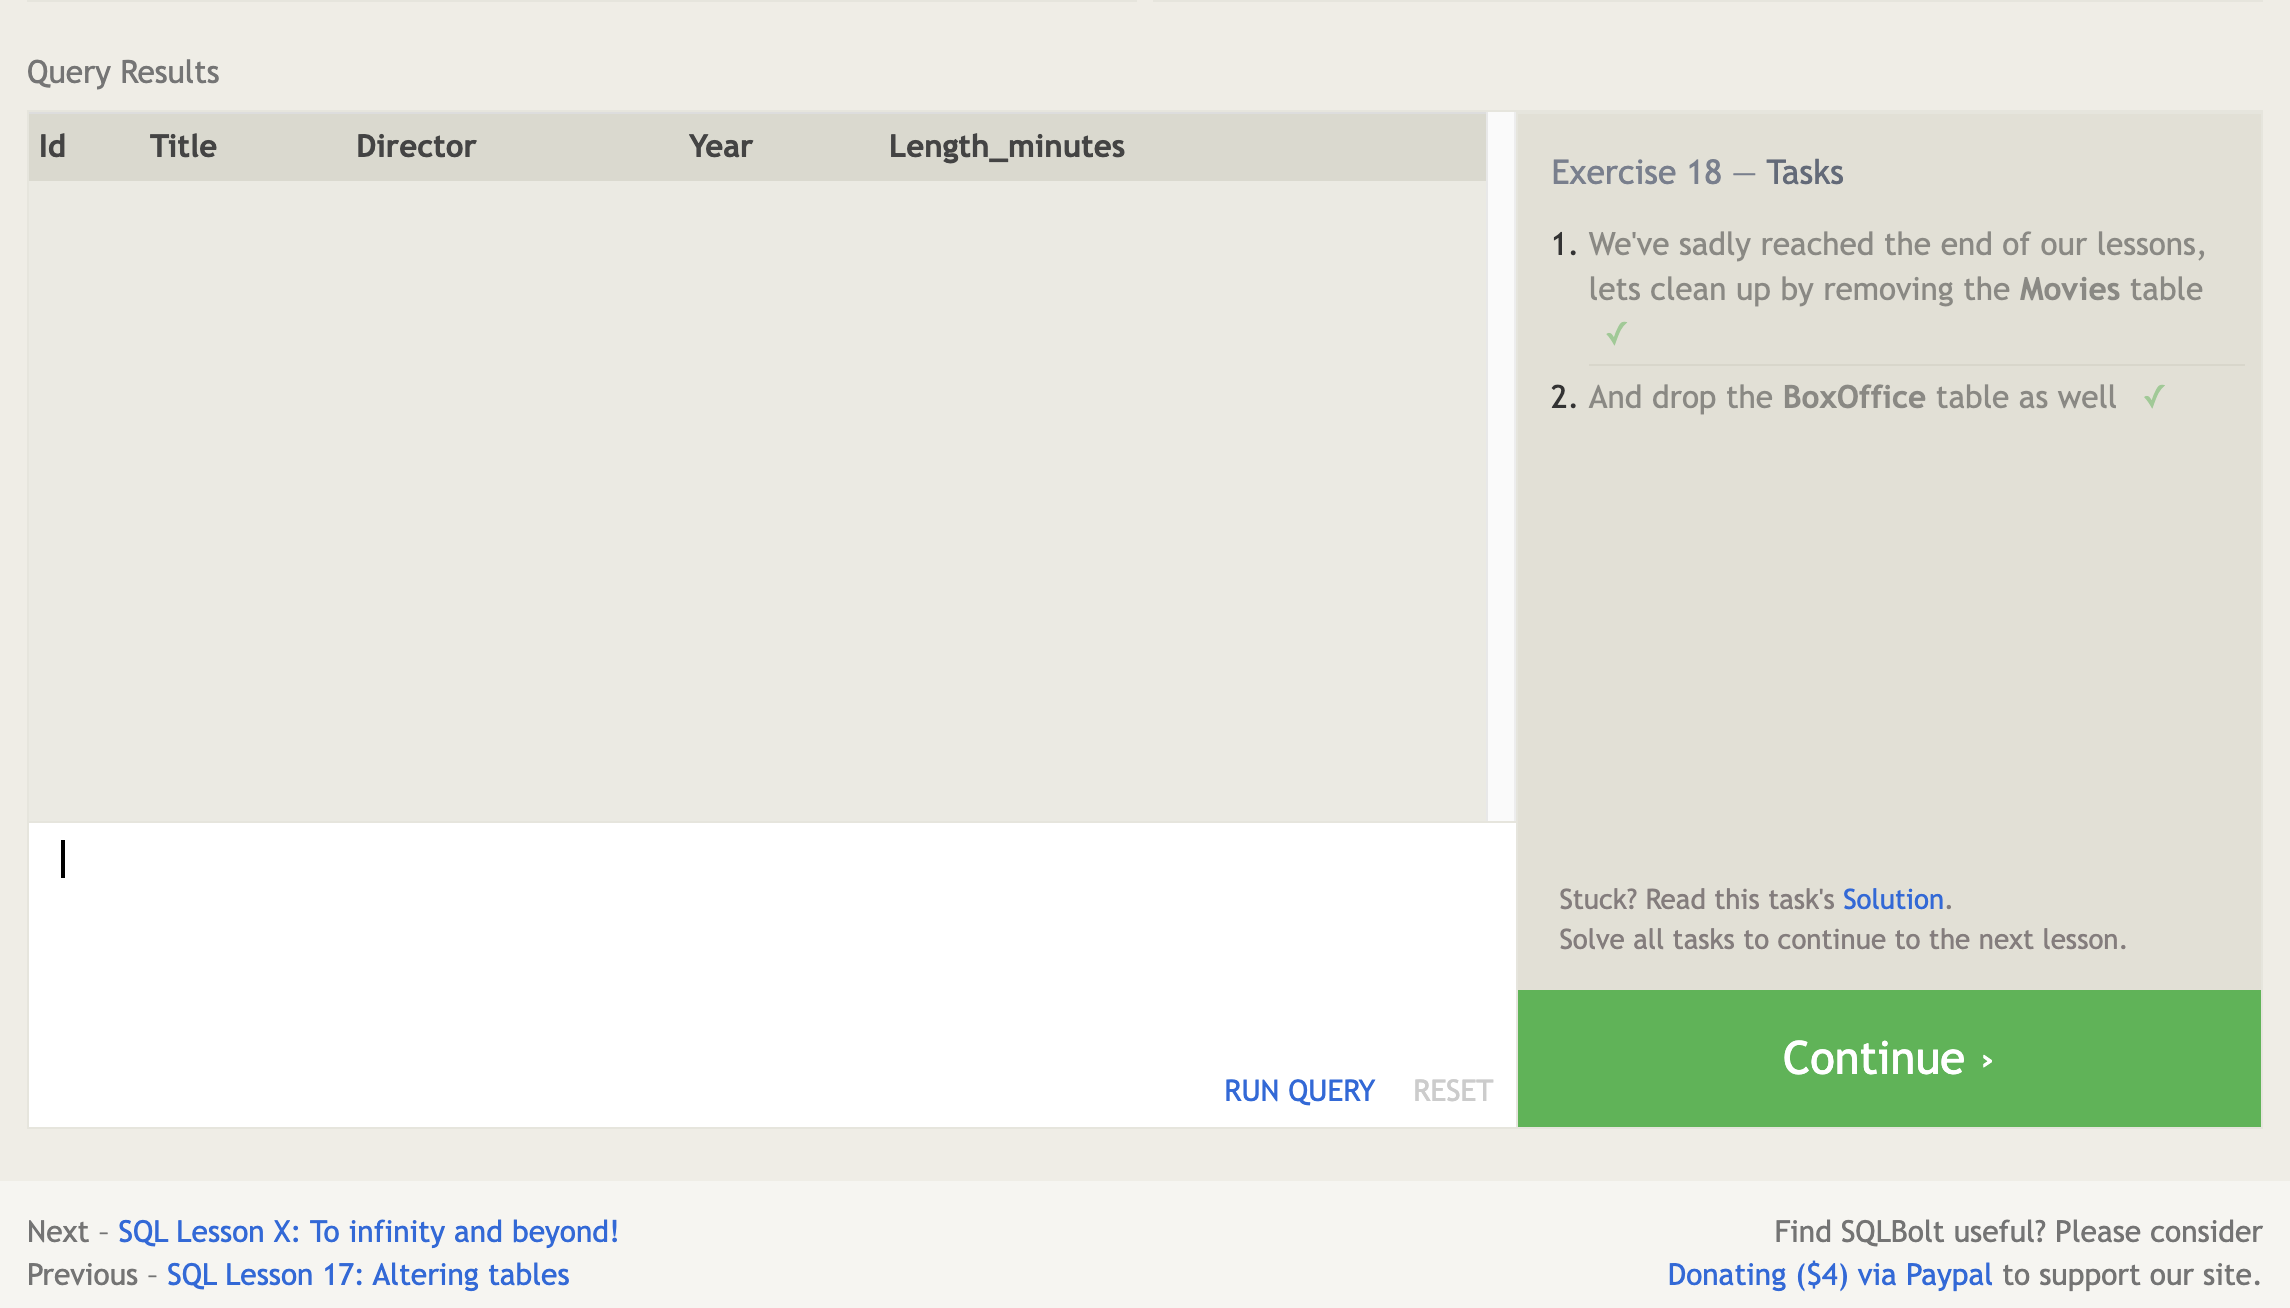 Query Results
Id Title Director Year Length_minutes
Exercise 18 — Tasks
1. We've sadly reached the end of our lessons,
lets clean up by removing the Movies table
✓
2. And drop the BoxOffice table as well ✓
Stuck? Read this task's Solution.
Solve all tasks to continue to the next lesson.
RUN QUERY RESET
Continue ›
Next – SQL Lesson X: To infinity and beyond!
Previous – SQL Lesson 17: Altering tables
Find SQLBolt useful? Please consider
Donating ($4) via Paypal to support our site.